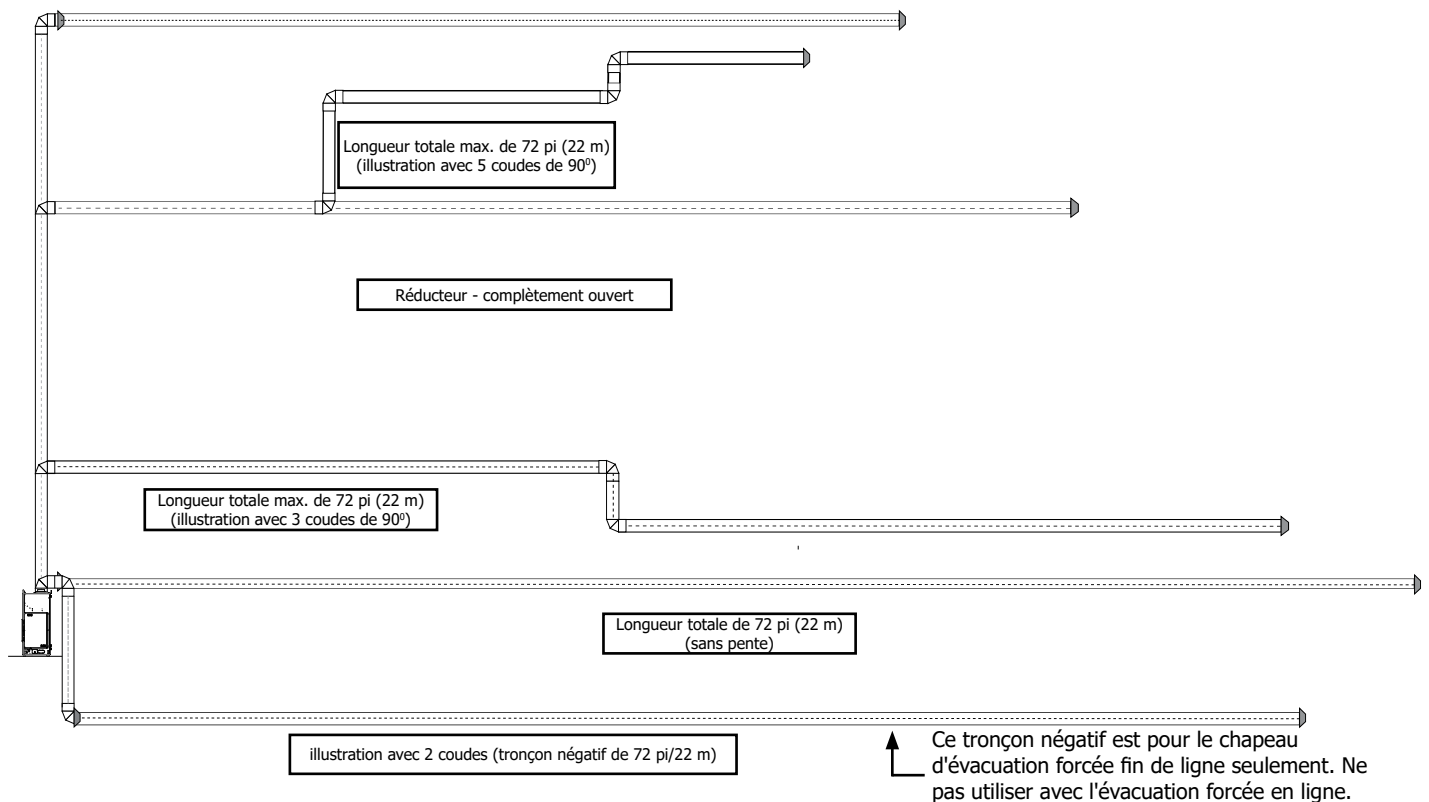 Longueur totale max. de 72 pi (22 m)
(illustration avec 5 coudes de 90⁰)
Réducteur - complètement ouvert
Longueur totale max. de 72 pi (22 m)
(illustration avec 3 coudes de 90⁰)
Longueur totale de 72 pi (22 m)
(sans pente)
illustration avec 2 coudes (tronçon négatif de 72 pi/22 m)
Ce tronçon négatif est pour le chapeau
d'évacuation forcée fin de ligne seulement. Ne
pas utiliser avec l'évacuation forcée en ligne.